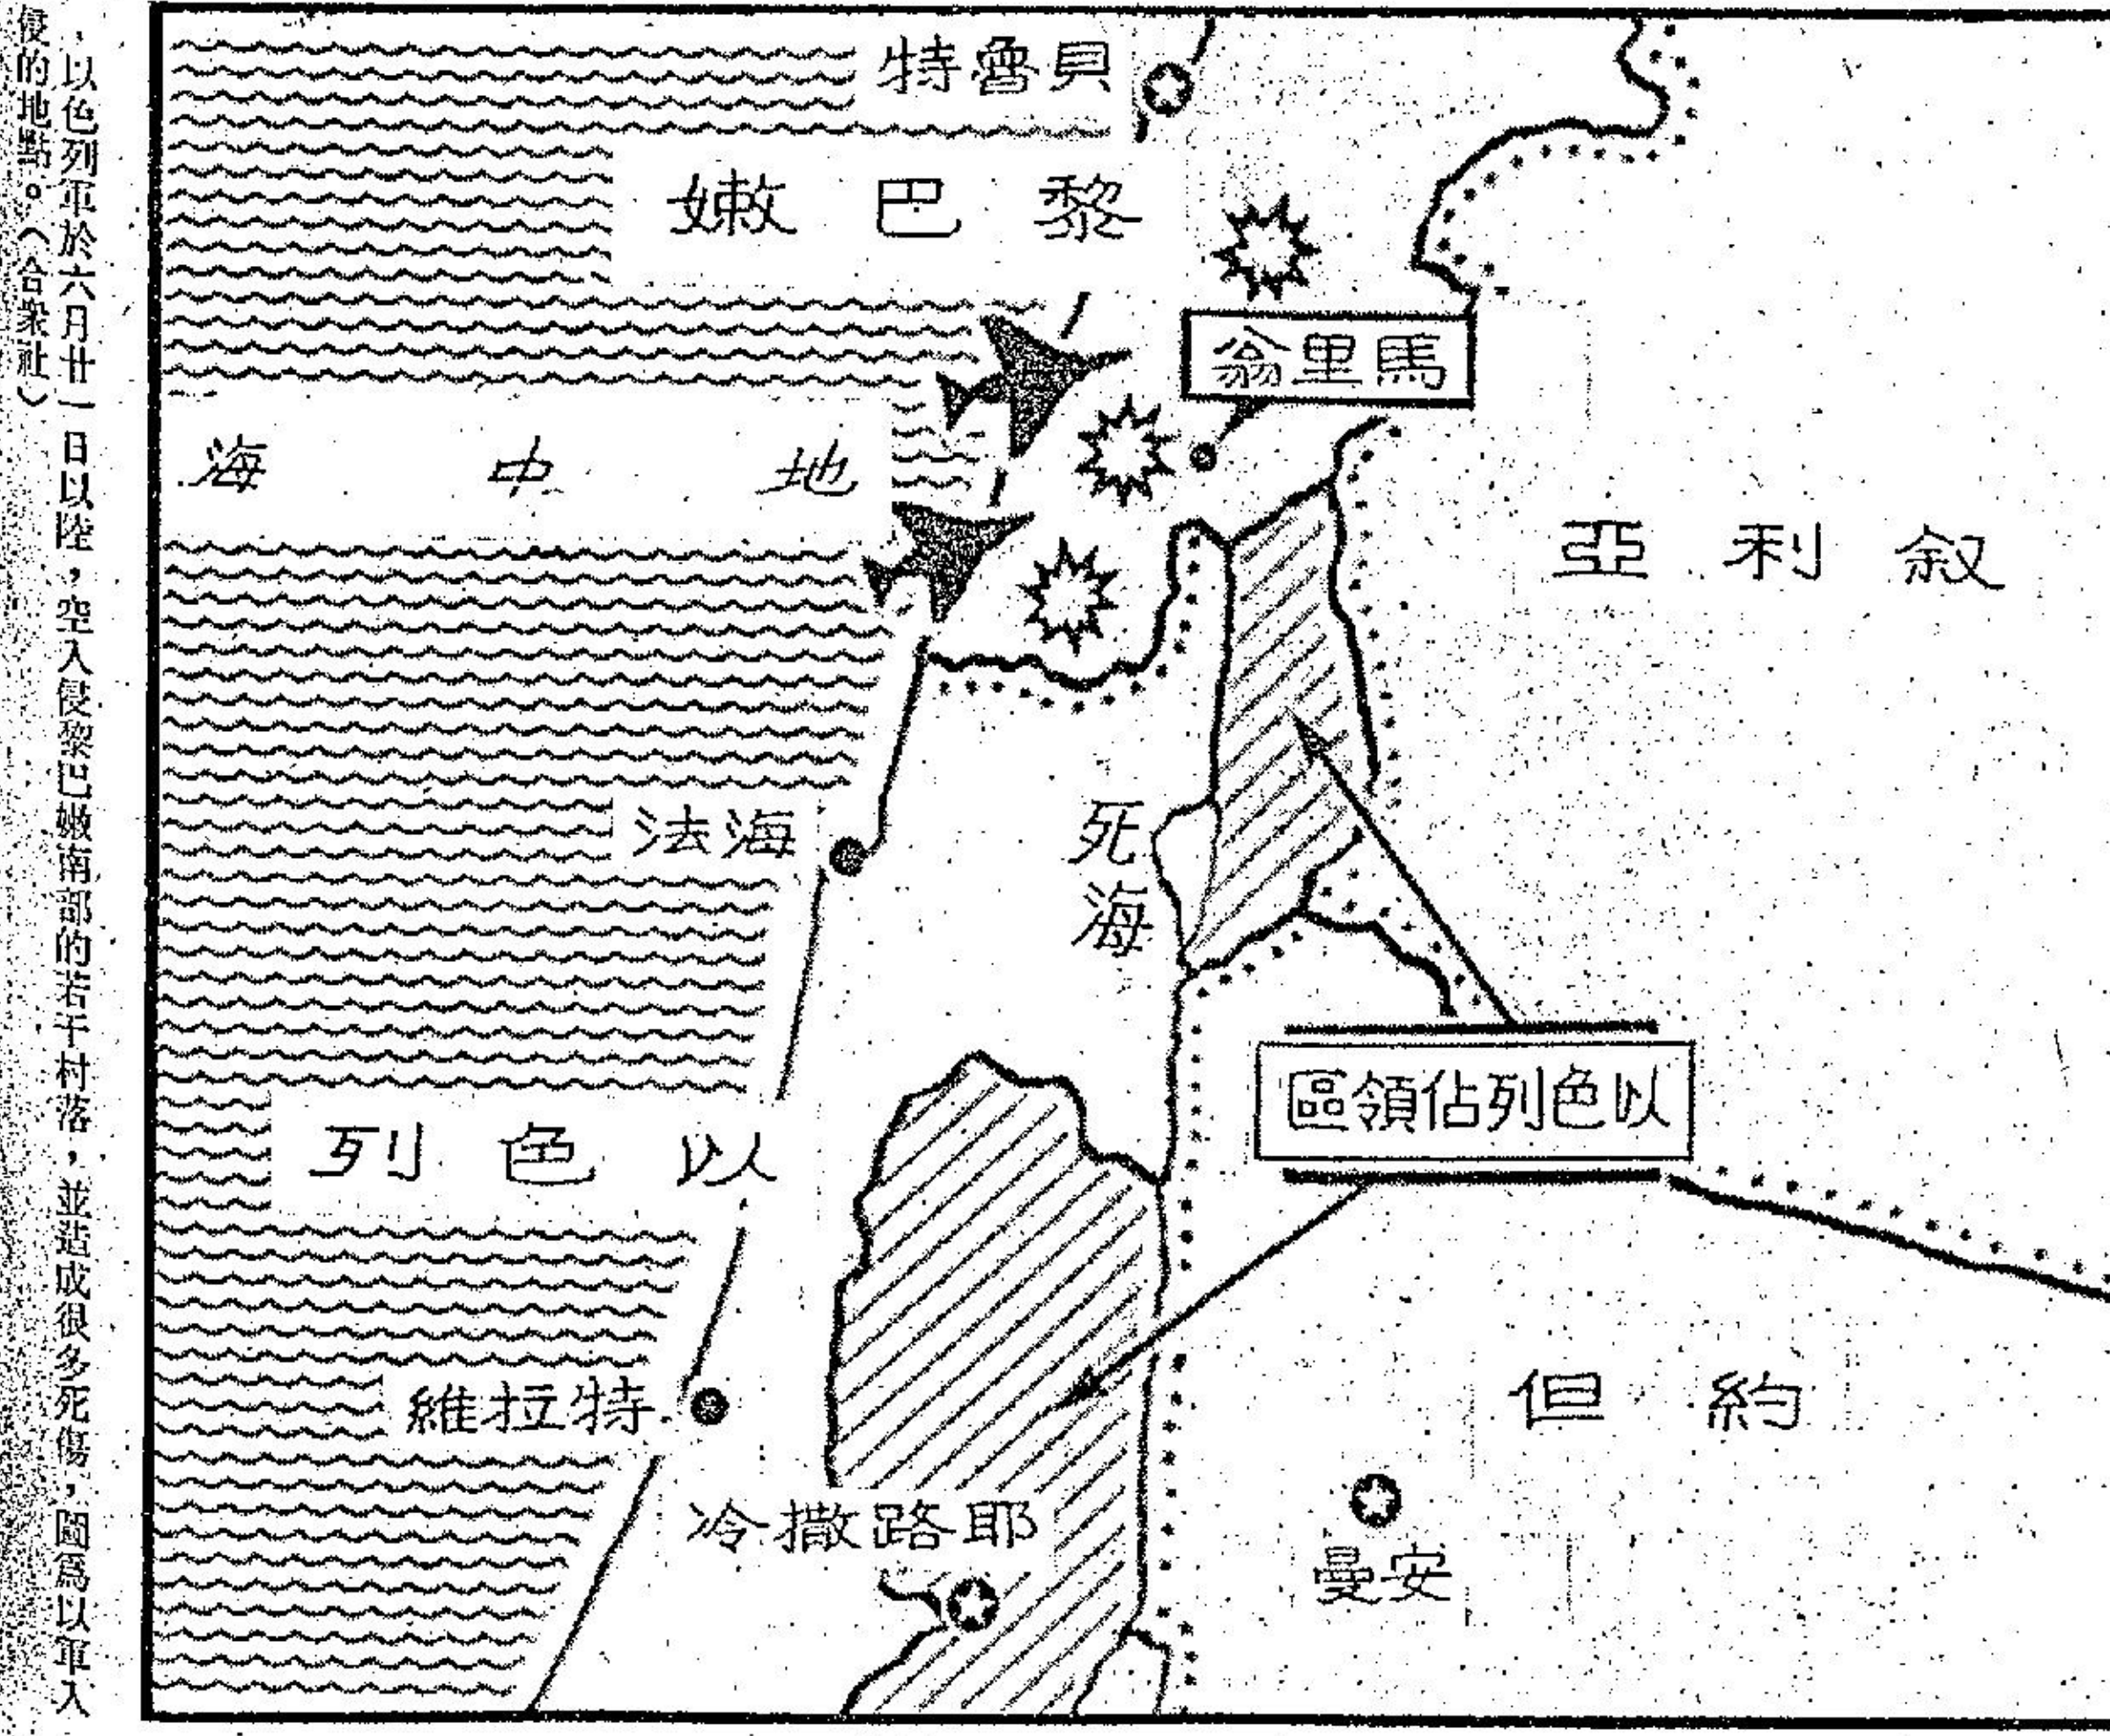 貝魯特
黎巴嫩
馬里翁
地中海
叙利亞
海法
死海
以色列佔領區
以色列
約但
特拉維
安曼
耶路撒冷
，以色列軍於六月廿一日以陸，空入侵黎巴嫩南部的若干村落，並造成很多死傷，圖爲以軍入
侵的地點。（合衆社）